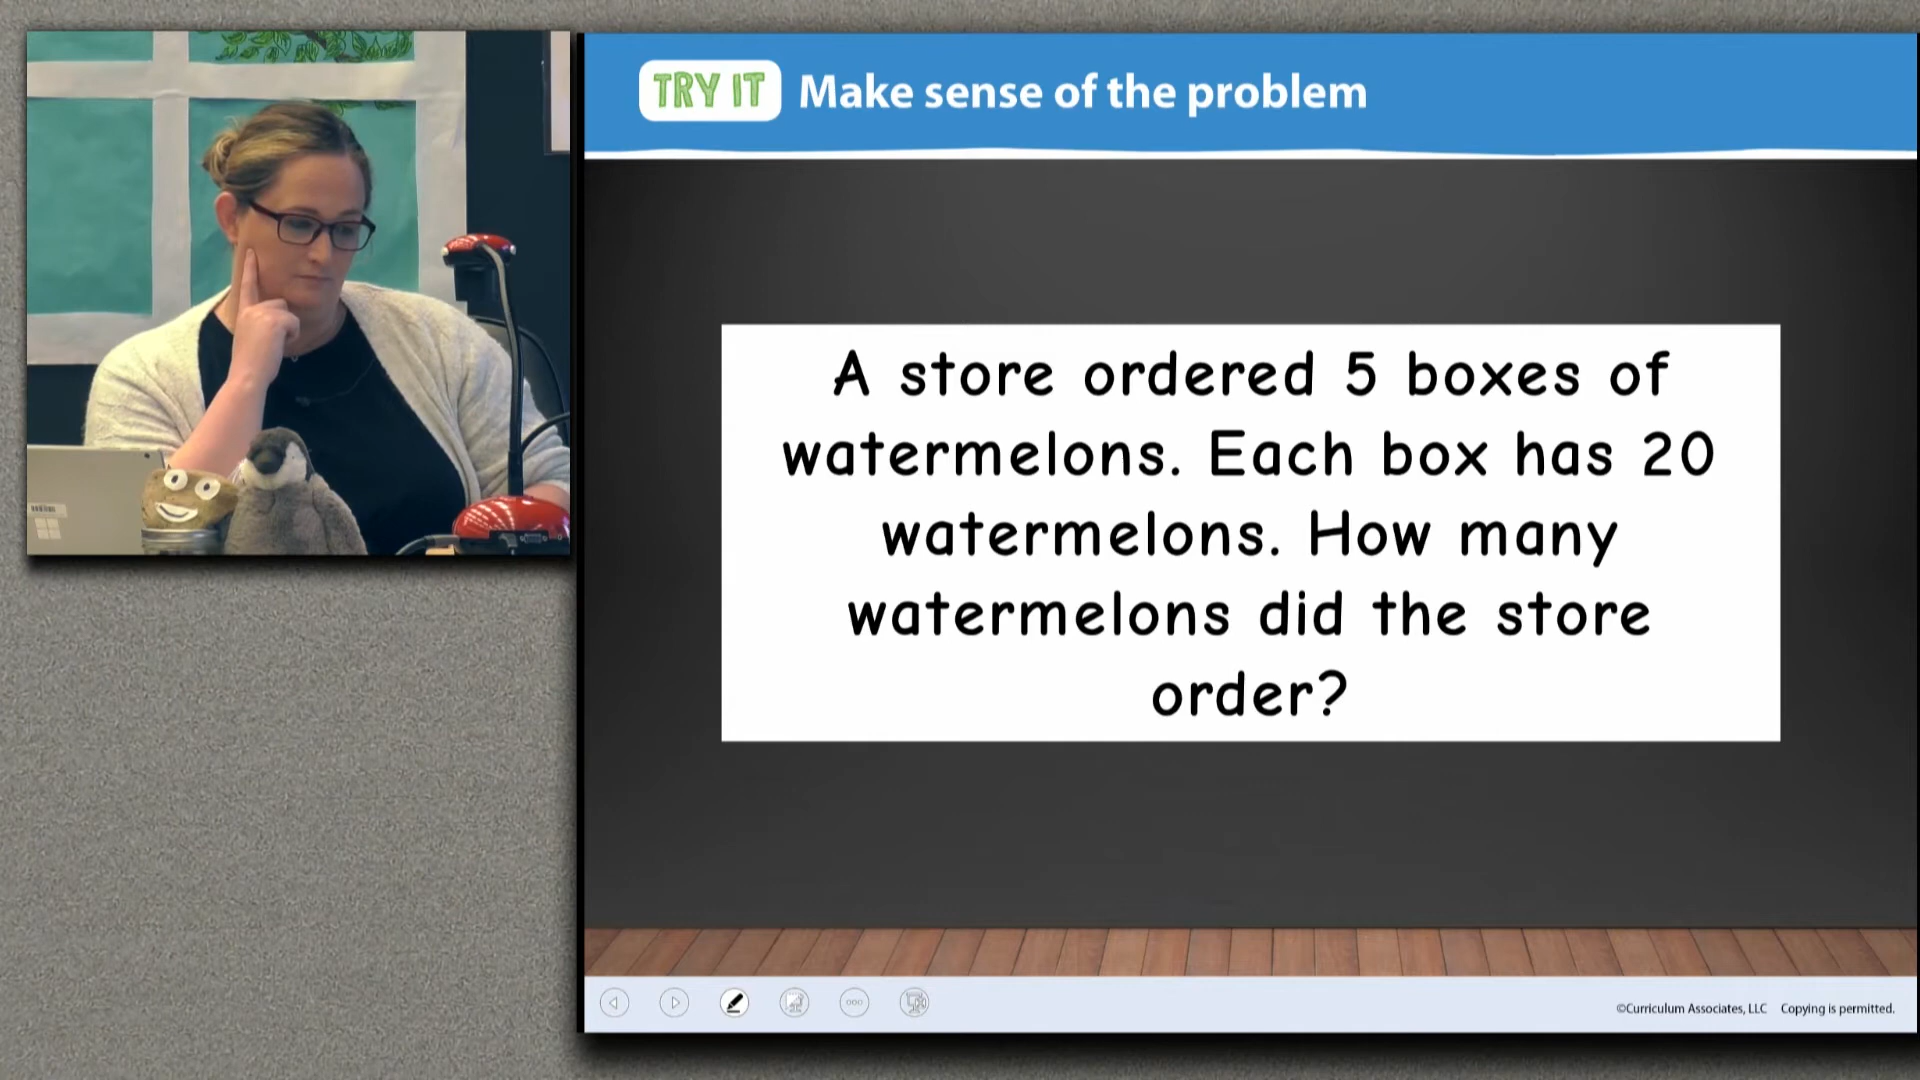 TRY IT Make sense of the problem
A store ordered 5 boxes of
watermelons. Each box has 20
watermelons. How many
watermelons did the store
order?
©Curriculum Associates, LLC Copying is permitted.